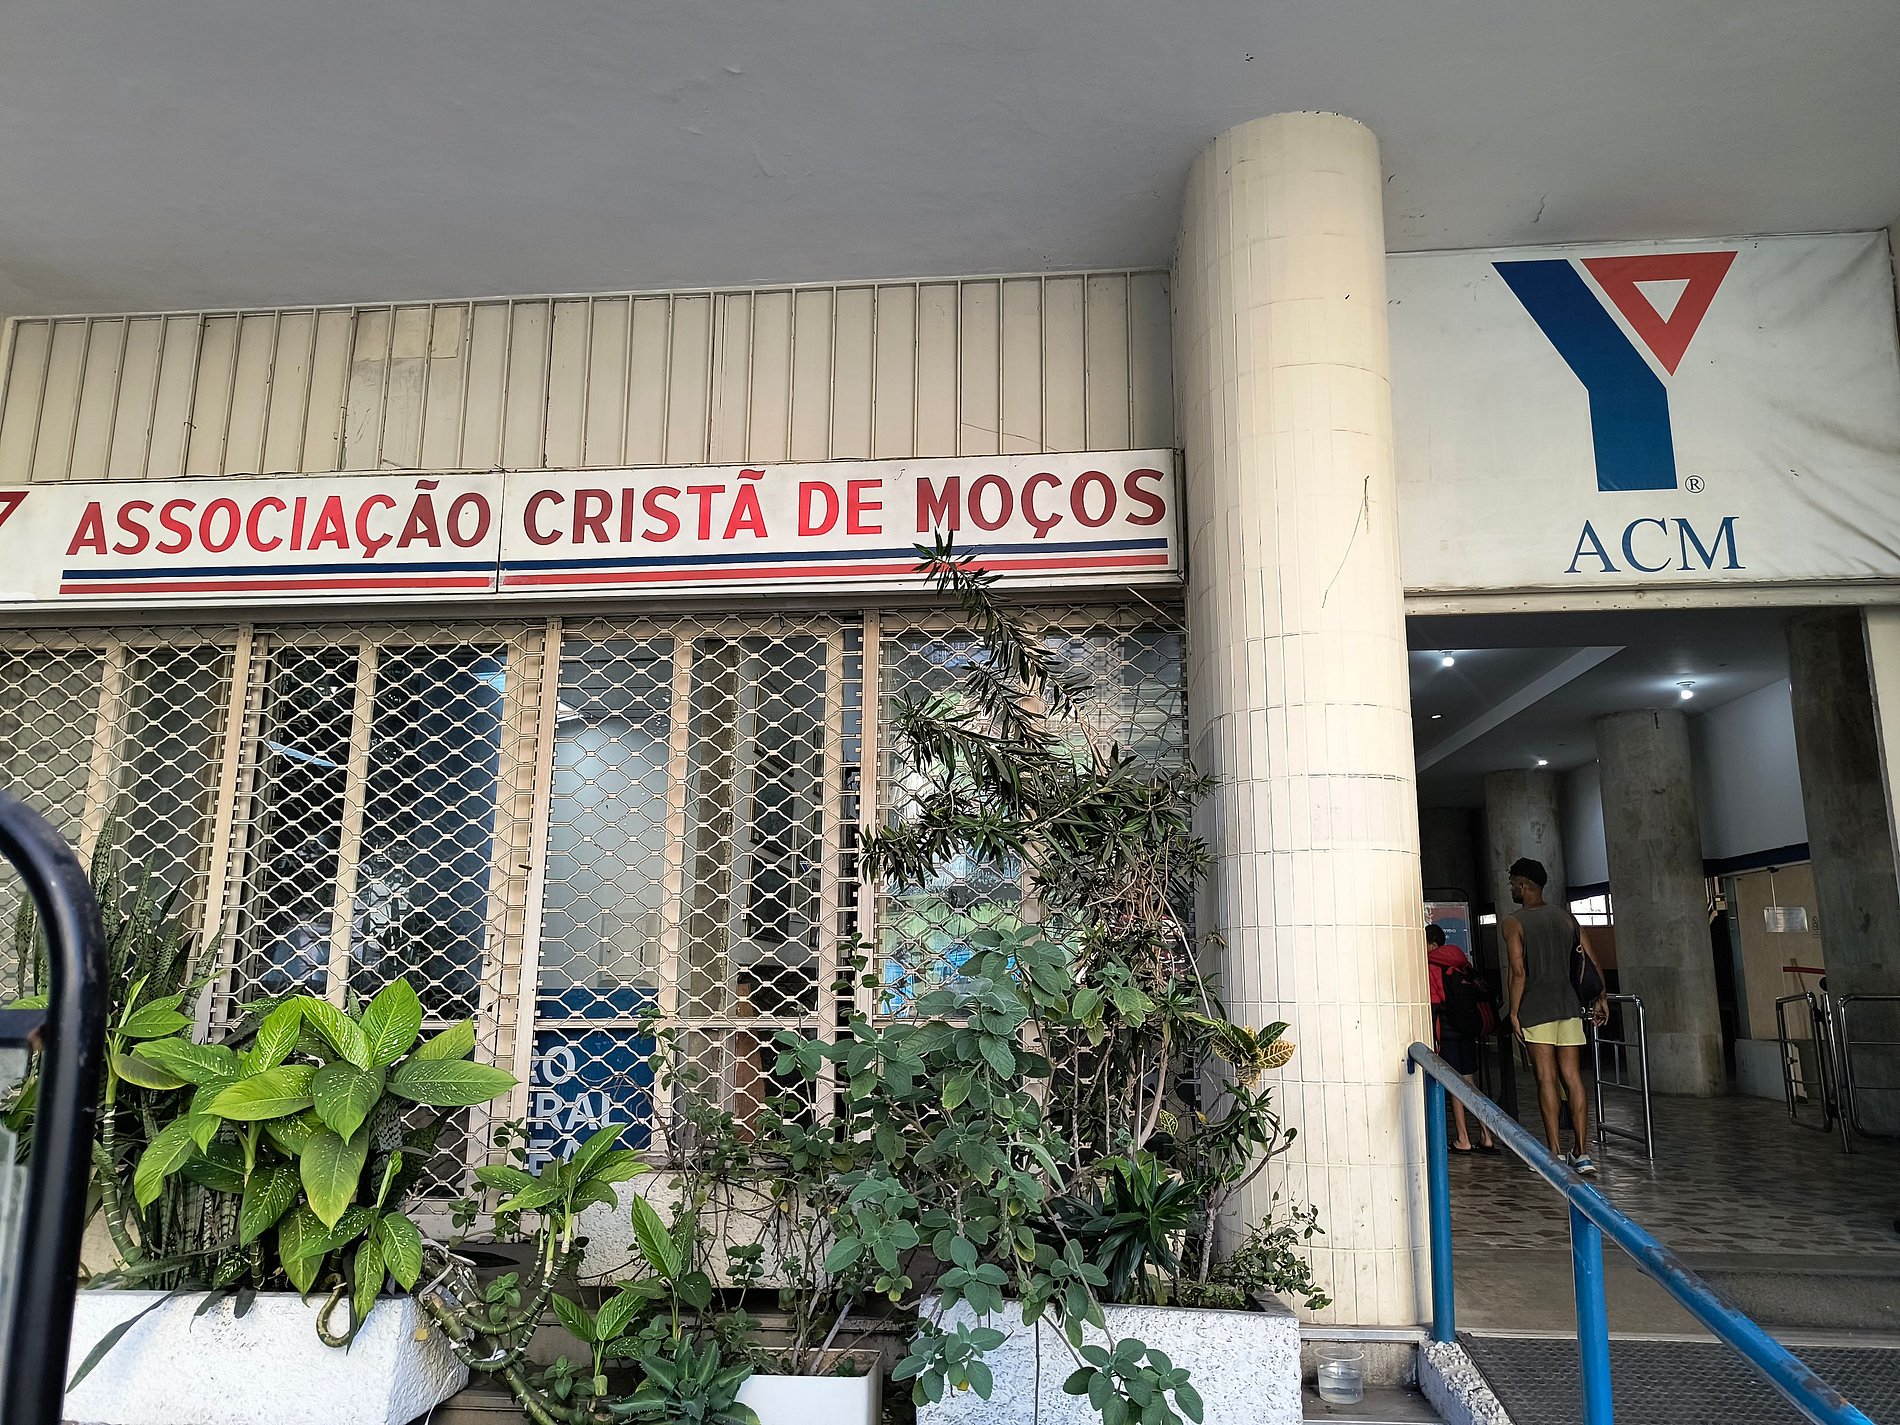 ASSOCIAÇÃO CRISTÃ DE MOÇOS
Y®
ACM